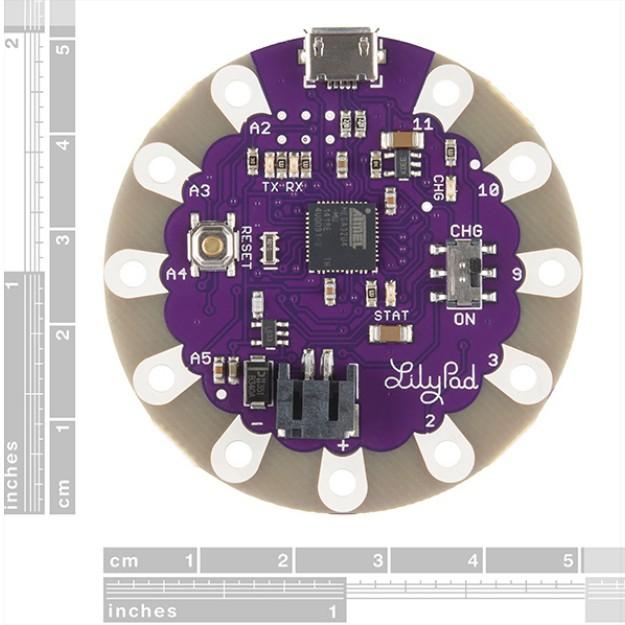 2
5
A2
11
4
A3
TX RX
CHG
10
RESET
ATMEL
3
CHG
A4
9
1
STAT
ON
2
A5
3
LilyPad
1
2
-
+
inches
cm
cm 1 2 3 4 5
inches 1